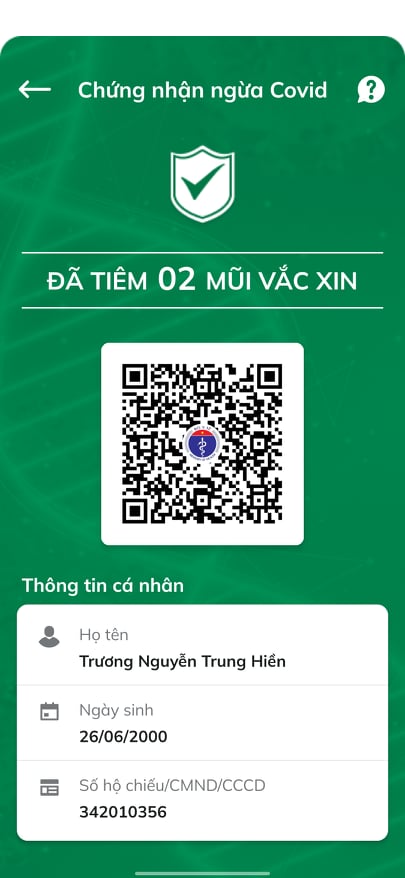 Chứng nhận ngừa Covid
ĐÃ TIÊM 02 MŨI VẮC XIN
Thông tin cá nhân
Họ tên
Trương Nguyễn Trung Hiền
Ngày sinh
26/06/2000
Số hộ chiếu/CMND/CCCD
342010356